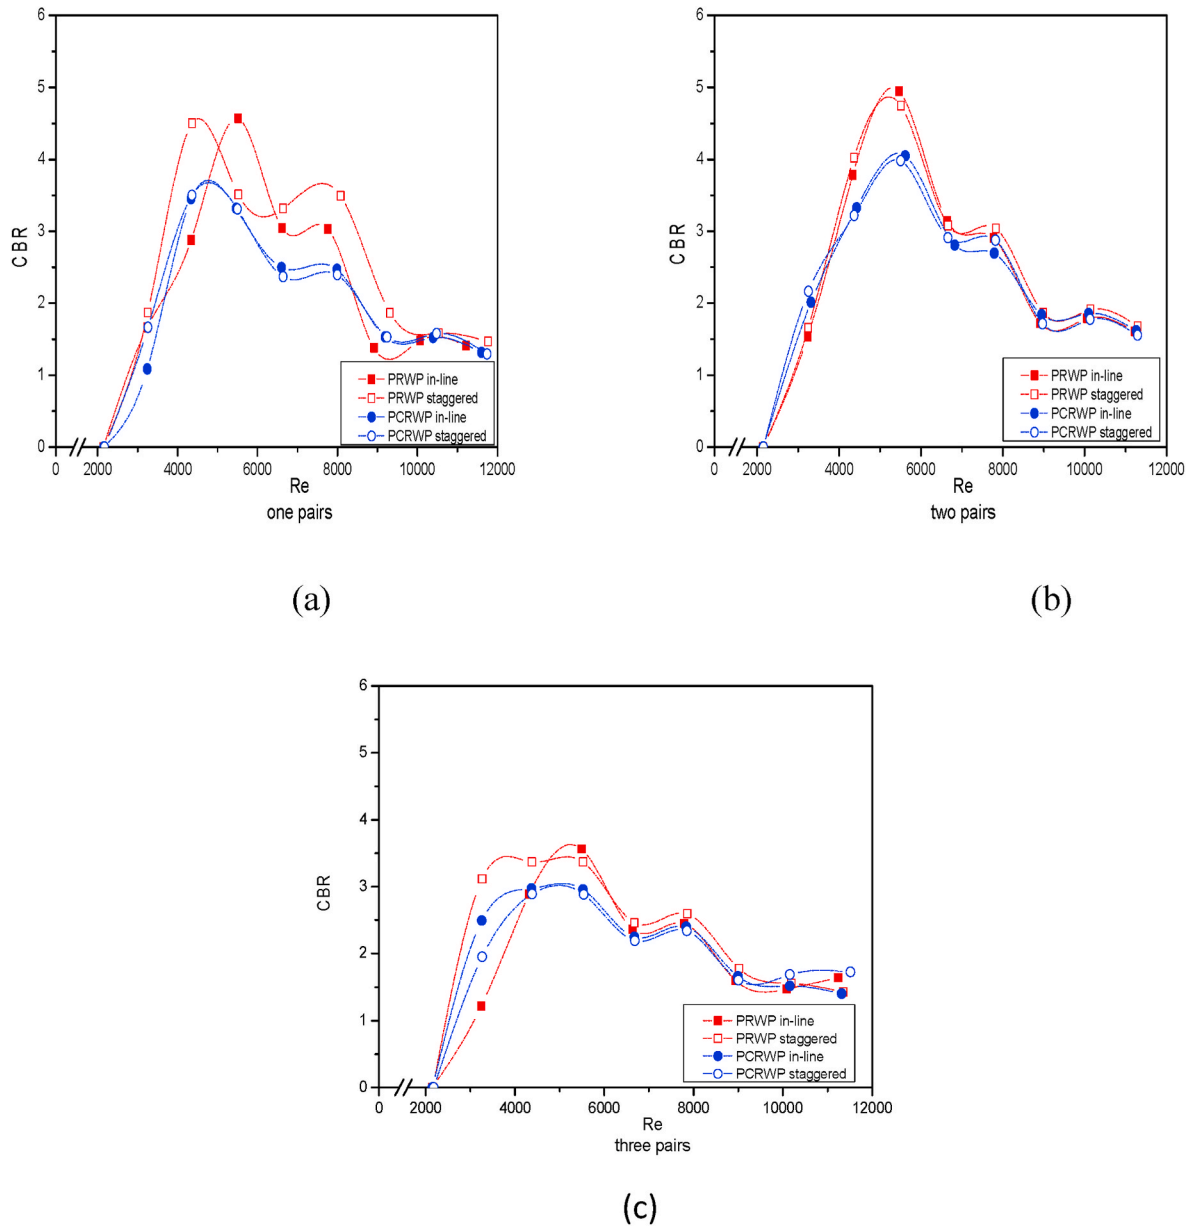 6
5
4
3
2
1
0
CBR
0 2000 4000 6000 8000 10000 12000
Re
one pairs
PRWP in-line
PRWP staggered
PCRWP in-line
PCRWP staggered
(a)
6
5
4
3
2
1
0
CBR
0 2000 4000 6000 8000 10000 12000
Re
two pairs
PRWP in-line
PRWP staggered
PCRWP in-line
PCRWP staggered
(b)
6
5
4
3
2
1
0
CBR
0 2000 4000 6000 8000 10000 12000
Re
three pairs
PRWP in-line
PRWP staggered
PCRWP in-line
PCRWP staggered
(c)